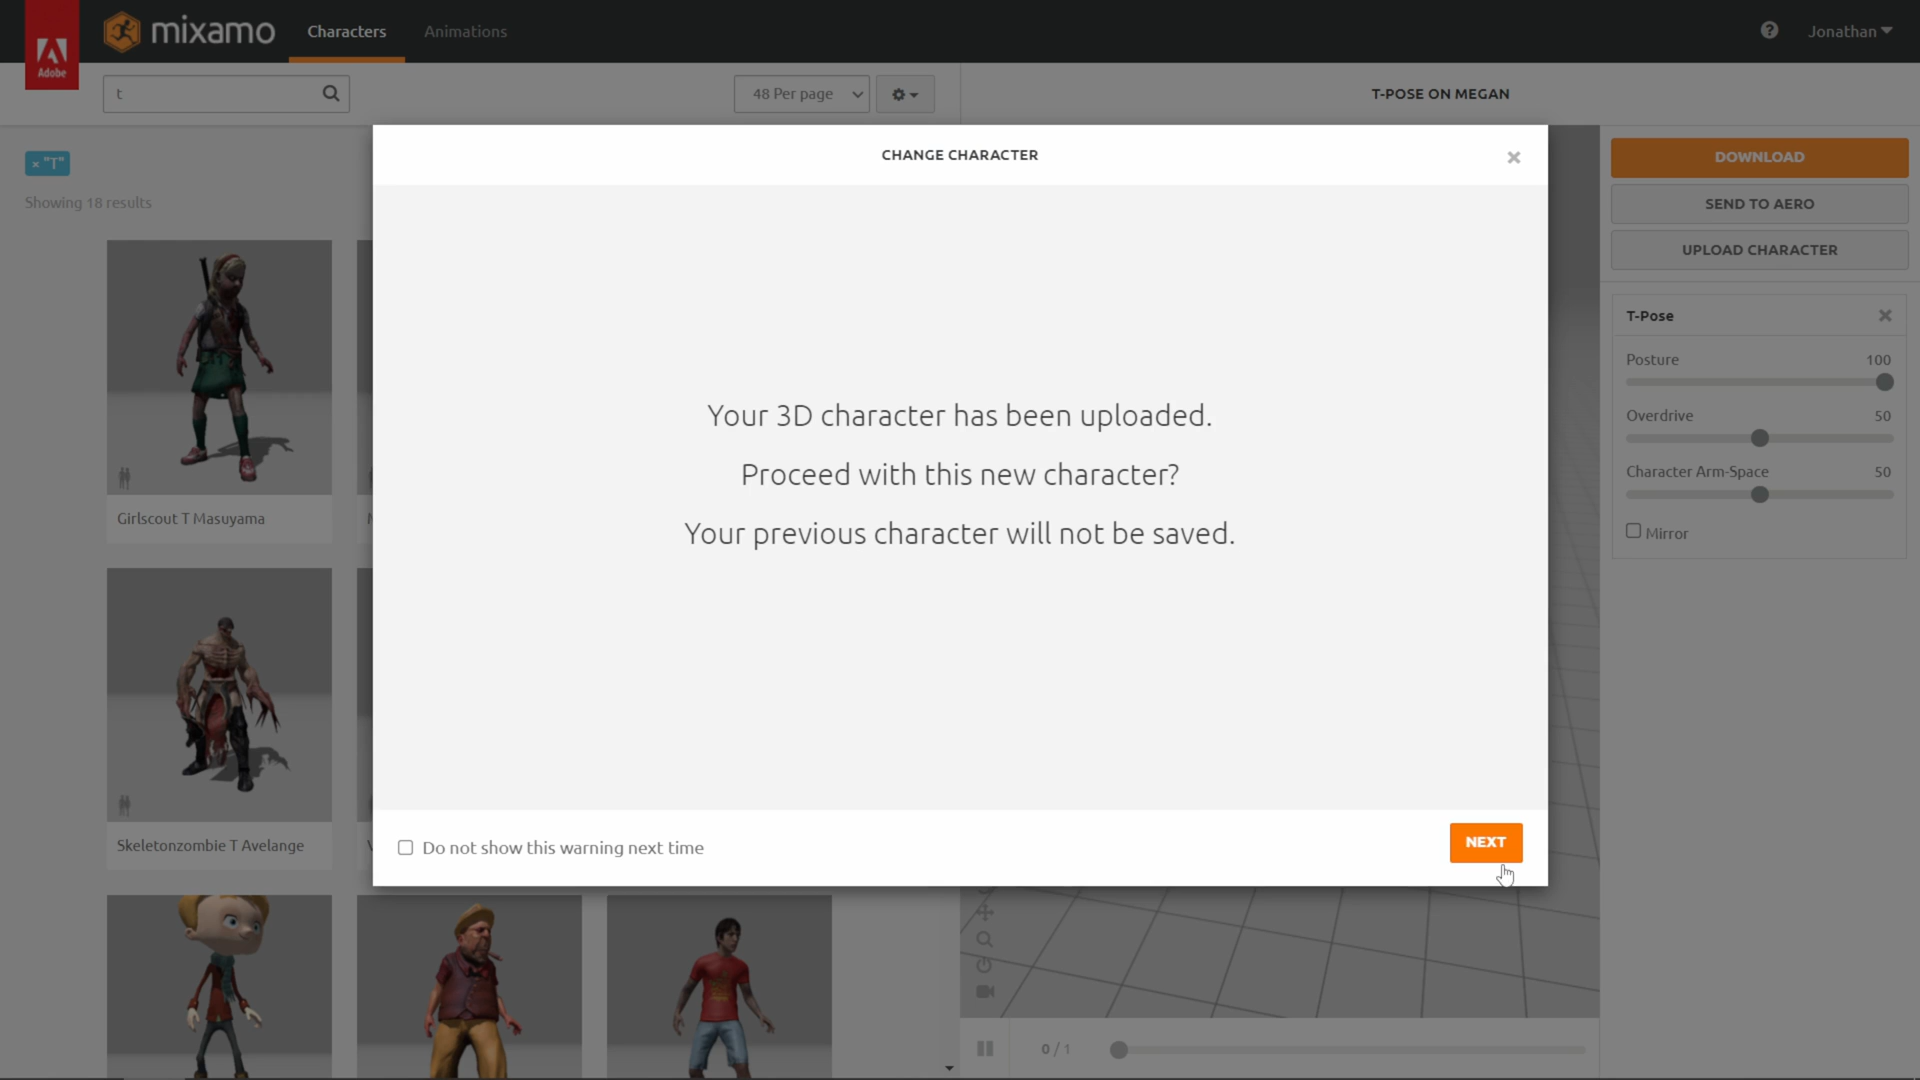 Adobe
mixamo
Characters
Animations
Jonathan
t
48 Per page
T-POSE ON MEGAN
× "T"
Showing 18 results
CHANGE CHARACTER
Your 3D character has been uploaded.
Proceed with this new character?
Your previous character will not be saved.
Do not show this warning next time
NEXT
DOWNLOAD
SEND TO AERO
UPLOAD CHARACTER
T-Pose
Posture 100
Overdrive 50
Character Arm-Space 50
Mirror
Girlscout T Masuyama
Skeletonzombie T Avelange
0 / 1